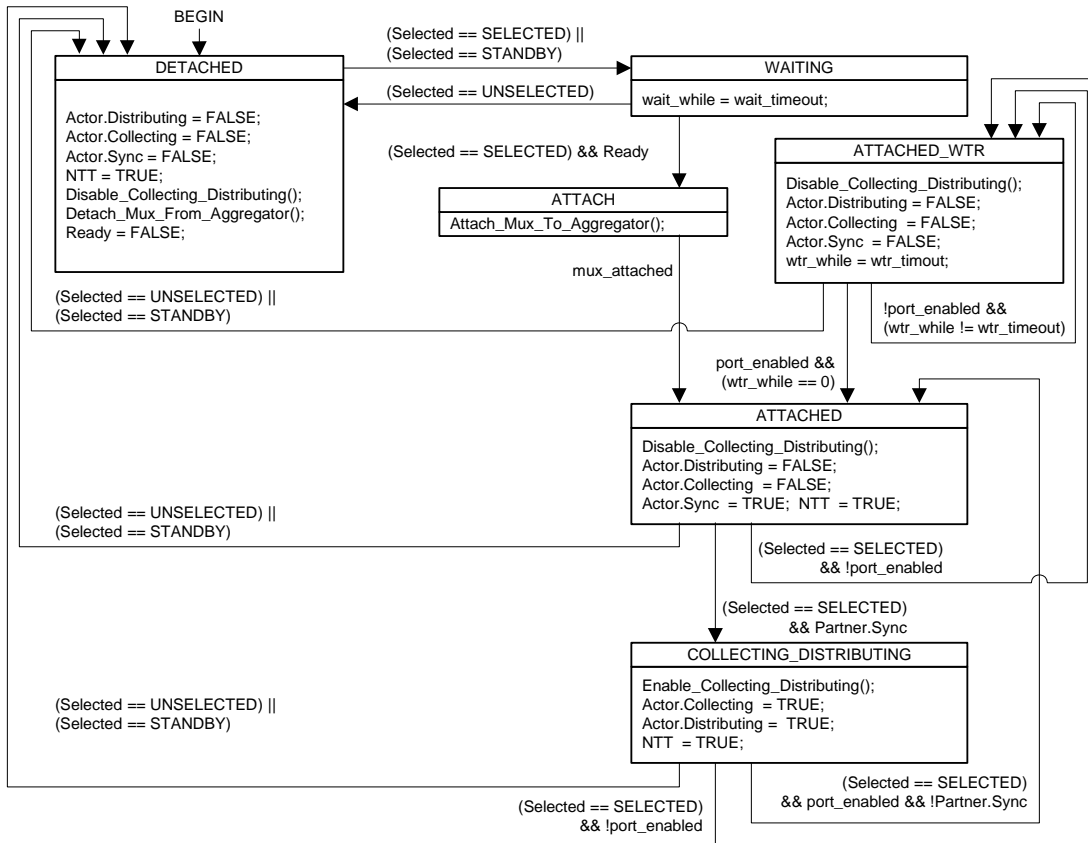 BEGIN
(Selected == SELECTED) ||
(Selected == STANDBY)
DETACHED
Actor.Distributing = FALSE;
Actor.Collecting = FALSE;
Actor.Sync = FALSE;
NTT = TRUE;
Disable_Collecting_Distributing();
Detach_Mux_From_Aggregator();
Ready = FALSE;
WAITING
wait_while = wait_timeout;
(Selected == UNSELECTED)
(Selected == SELECTED) && Ready
ATTACH
Attach_Mux_To_Aggregator();
ATTACHED_WTR
Disable_Collecting_Distributing();
Actor.Distributing = FALSE;
Actor.Collecting = FALSE;
Actor.Sync = FALSE;
wtr_while = wtr_timout;
mux_attached
(Selected == UNSELECTED) ||
(Selected == STANDBY)
!port_enabled &&
(wtr_while != wtr_timeout)
port_enabled &&
(wtr_while == 0)
ATTACHED
Disable_Collecting_Distributing();
Actor.Distributing = FALSE;
Actor.Collecting = FALSE;
Actor.Sync = TRUE; NTT = TRUE;
(Selected == UNSELECTED) ||
(Selected == STANDBY)
(Selected == SELECTED)
&& !port_enabled
(Selected == SELECTED)
&& Partner.Sync
COLLECTING_DISTRIBUTING
Enable_Collecting_Distributing();
Actor.Collecting = TRUE;
Actor.Distributing = TRUE;
NTT = TRUE;
(Selected == UNSELECTED) ||
(Selected == STANDBY)
(Selected == SELECTED)
&& port_enabled && !Partner.Sync
(Selected == SELECTED)
&& !port_enabled